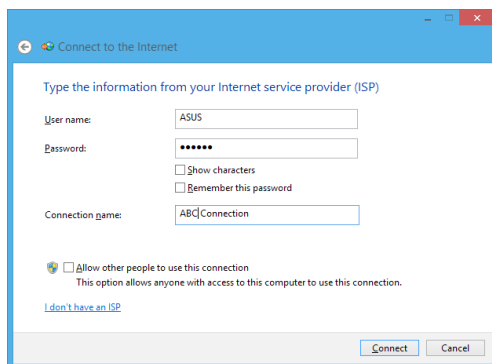 Connect to the Internet
Type the information from your Internet service provider (ISP)
User name: ASUS
Password: ••••••
Show characters
Remember this password
Connection name: ABC Connection
Allow other people to use this connection
This option allows anyone with access to this computer to use this connection.
I don't have an ISP
Connect Cancel